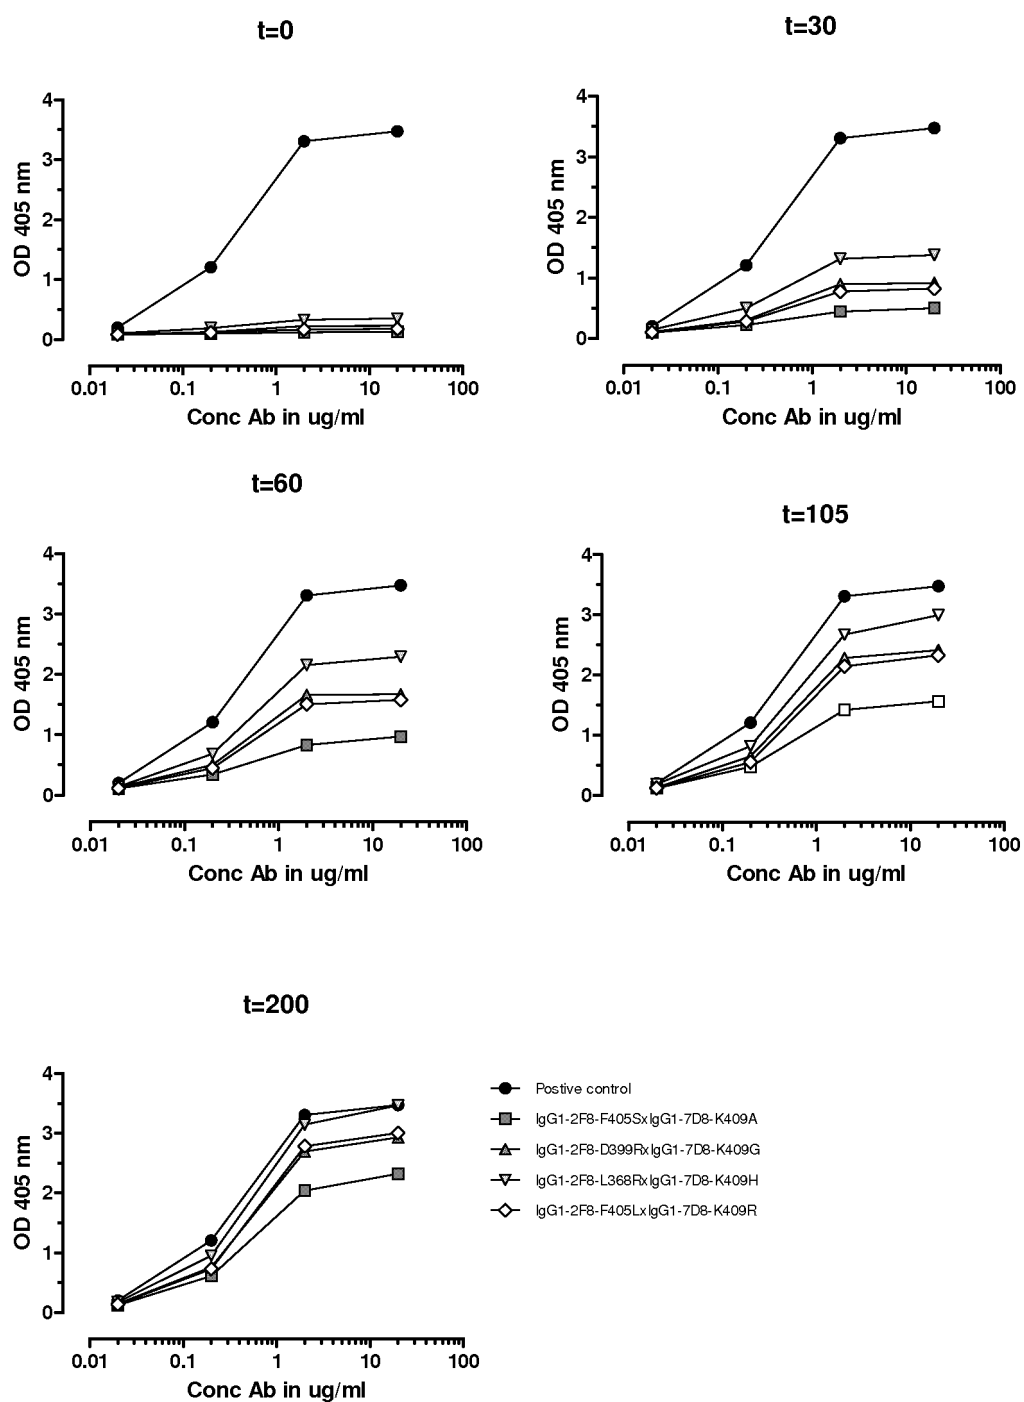 t=0
4
3
2
1
0
OD 405 nm
0.01 0.1 1 10 100
Conc Ab in ug/ml
t=30
4
3
2
1
0
OD 405 nm
0.01 0.1 1 10 100
Conc Ab in ug/ml
t=60
4
3
2
1
0
OD 405 nm
0.01 0.1 1 10 100
Conc Ab in ug/ml
t=105
4
3
2
1
0
OD 405 nm
0.01 0.1 1 10 100
Conc Ab in ug/ml
t=200
4
3
2
1
0
OD 405 nm
0.01 0.1 1 10 100
Conc Ab in ug/ml
Postive control
IgG1-2F8-F405SxIgG1-7D8-K409A
IgG1-2F8-D399RxIgG1-7D8-K409G
IgG1-2F8-L368RxIgG1-7D8-K409H
IgG1-2F8-F405LxIgG1-7D8-K409R